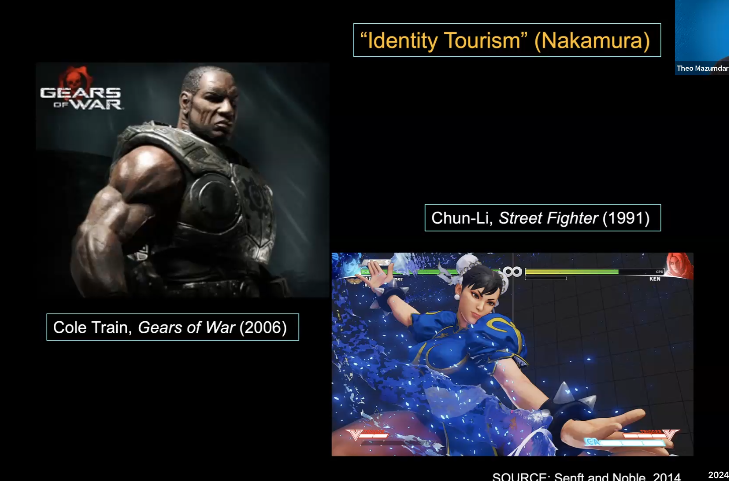 “Identity Tourism” (Nakamura)
Theo Mazumdar
GEARS
OF WAR
Chun-Li, Street Fighter (1991)
KEN
Cole Train, Gears of War (2006)
SOURCE: Senft and Noble, 2014
2024